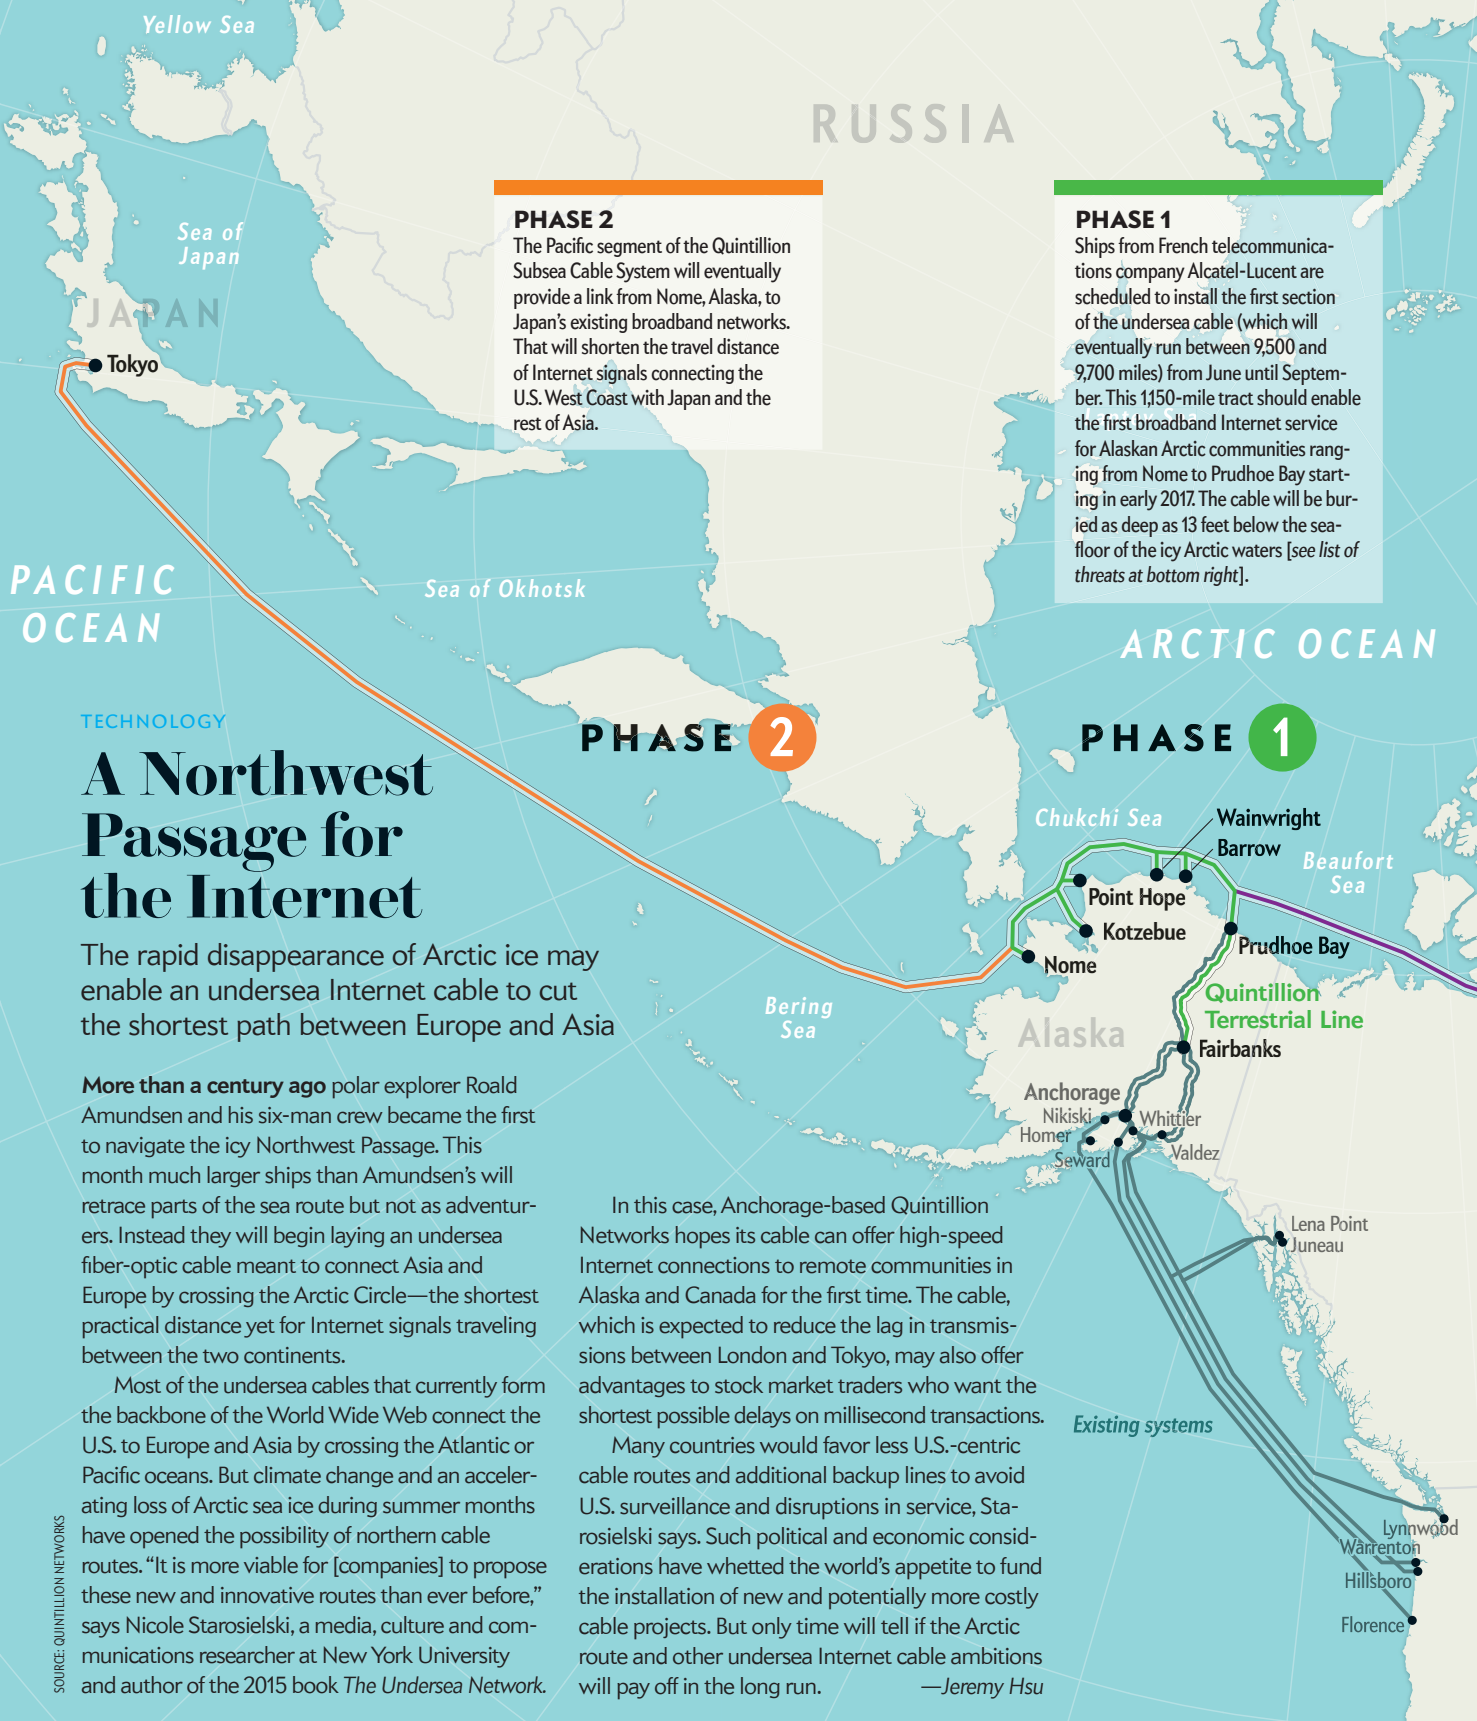 Yellow Sea
RUSSIA
Sea of
Japan
JAPAN
Tokyo
PHASE 2
The Pacific segment of the Quintillion
Subsea Cable System will eventually
provide a link from Nome, Alaska, to
Japan's existing broadband networks.
That will shorten the travel distance
of Internet signals connecting the
U.S. West Coast with Japan and the
rest of Asia.
PHASE 1
Ships from French telecommunica-
tions company Alcatel-Lucent are
scheduled to install the first section
of the undersea cable (which will
eventually run between 9,500 and
9,700 miles) from June until Septem-
ber. This 1,150-mile tract should enable
the first broadband Internet service
for Alaskan Arctic communities rang-
ing from Nome to Prudhoe Bay start-
ing in early 2017. The cable will be bur-
ied as deep as 13 feet below the sea-
floor of the icy Arctic waters [see list of
threats at bottom right].
Laptev Sea
PACIFIC
OCEAN
Sea of Okhotsk
ARCTIC OCEAN
PHASE 2
PHASE 1
TECHNOLOGY
A Northwest
Passage for
the Internet
The rapid disappearance of Arctic ice may
enable an undersea Internet cable to cut
the shortest path between Europe and Asia
Chukchi Sea
Wainwright
Barrow
Beaufort
Sea
Point Hope
Kotzebue
Prudhoe Bay
Nome
Quintillion
Terrestrial Line
Bering
Sea
Alaska
Fairbanks
Anchorage
Nikiski
Whittier
Homer
Valdez
Seward
Lena Point
Juneau
Existing systems
Lynnwood
Warrenton
Hillsboro
Florence
More than a century ago polar explorer Roald
Amundsen and his six-man crew became the first
to navigate the icy Northwest Passage. This
month much larger ships than Amundsen's will
retrace parts of the sea route but not as adventur-
ers. Instead they will begin laying an undersea
fiber-optic cable meant to connect Asia and
Europe by crossing the Arctic Circle—the shortest
practical distance yet for Internet signals traveling
between the two continents.
Most of the undersea cables that currently form
the backbone of the World Wide Web connect the
U.S. to Europe and Asia by crossing the Atlantic or
Pacific oceans. But climate change and an acceler-
ating loss of Arctic sea ice during summer months
have opened the possibility of northern cable
routes. “It is more viable for [companies] to propose
these new and innovative routes than ever before,”
says Nicole Starosielski, a media, culture and com-
munications researcher at New York University
and author of the 2015 book The Undersea Network.
In this case, Anchorage-based Quintillion
Networks hopes its cable can offer high-speed
Internet connections to remote communities in
Alaska and Canada for the first time. The cable,
which is expected to reduce the lag in transmis-
sions between London and Tokyo, may also offer
advantages to stock market traders who want the
shortest possible delays on millisecond transactions.
Many countries would favor less U.S.-centric
cable routes and additional backup lines to avoid
U.S. surveillance and disruptions in service, Sta-
rosielski says. Such political and economic consid-
erations have whetted the world's appetite to fund
the installation of new and potentially more costly
cable projects. But only time will tell if the Arctic
route and other undersea Internet cable ambitions
will pay off in the long run. —Jeremy Hsu
SOURCE: QUINTILLION NETWORKS